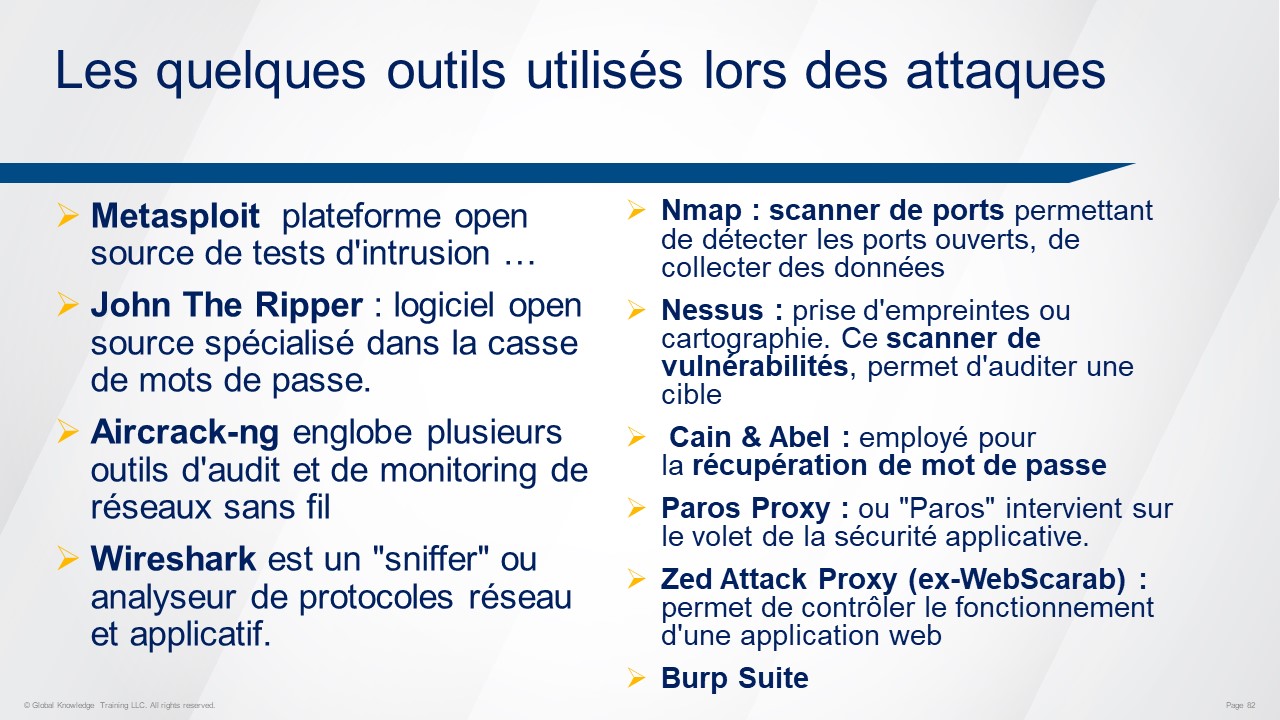 Les quelques outils utilisés lors des attaques
➢ Metasploit  plateforme open
source de tests d'intrusion …
➢ John The Ripper : logiciel open
source spécialisé dans la casse
de mots de passe.
➢ Aircrack-ng englobe plusieurs
outils d'audit et de monitoring de
réseaux sans fil
➢ Wireshark est un "sniffer" ou
analyseur de protocoles réseau
et applicatif.
➢ Nmap : scanner de ports permettant
de détecter les ports ouverts, de
collecter des données
➢ Nessus : prise d'empreintes ou
cartographie. Ce scanner de
vulnérabilités, permet d'auditer une
cible
➢ Cain & Abel : employé pour
la récupération de mot de passe
➢ Paros Proxy : ou "Paros" intervient sur
le volet de la sécurité applicative.
➢ Zed Attack Proxy (ex-WebScarab) :
permet de contrôler le fonctionnement
d'une application web
➢ Burp Suite
© Global Knowledge Training LLC. All rights reserved.
Page 82